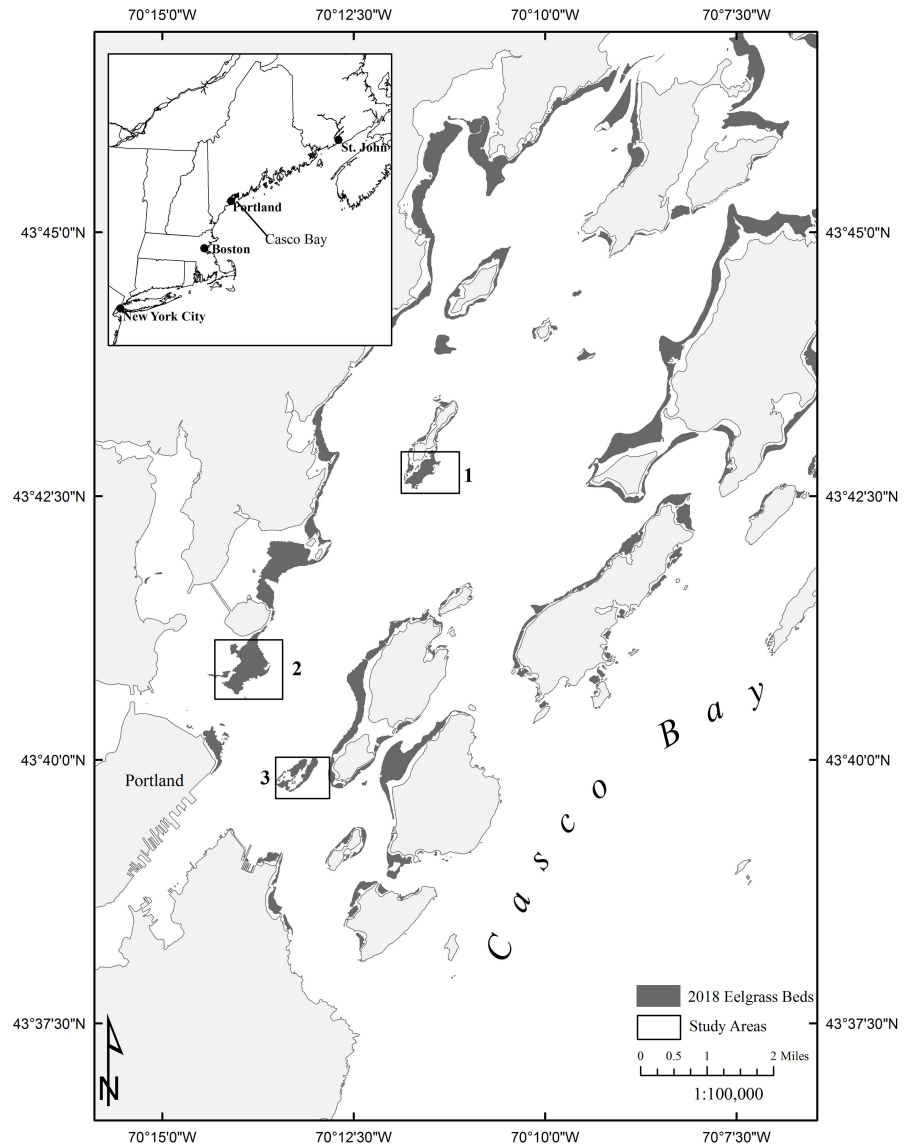 70°15'0"W 70°12'30"W 70°10'0"W 70°7'30"W
St. John
Portland
Casco Bay
Boston
New York City
43°45'0"N 43°45'0"N
1
43°42'30"N 43°42'30"N
2
43°40'0"N 43°40'0"N
3
Portland
Casco Bay
2018 Eelgrass Beds
43°37'30"N 43°37'30"N
Study Areas
0 0.5 1 2 Miles
1:100,000
N
70°15'0"W 70°12'30"W 70°10'0"W 70°7'30"W